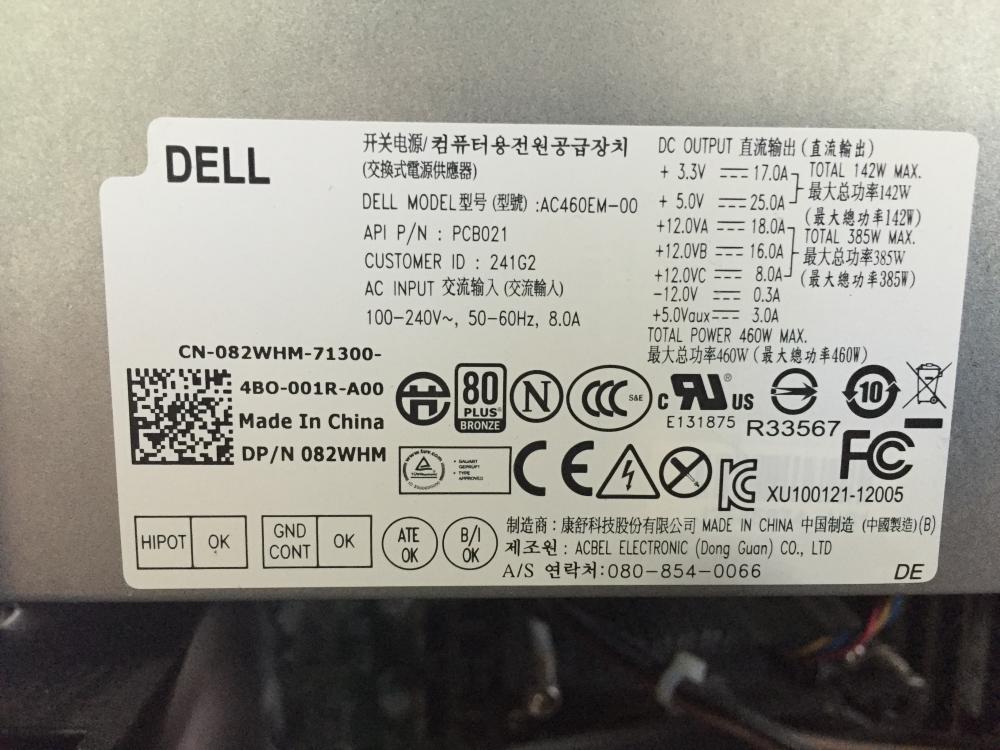 DELL
开关电源/컴퓨터용전원공급장치
(交換式電源供應器)
DELL MODEL型号 (型號) :AC460EM-00
API P/N : PCB021
CUSTOMER ID : 241G2
AC INPUT 交流输入 (交流輸入)
100-240V~, 50-60Hz, 8.0A
DC OUTPUT 直流输出 (直流輸出)
+ 3.3V 17.0A
+ 5.0V 25.0A
TOTAL 142W MAX.
最大总功率142W
(最大總功率142W)
+12.0VA 18.0A
+12.0VB 16.0A
+12.0VC 8.0A
TOTAL 385W MAX.
最大总功率385W
(最大總功率385W)
-12.0V 0.3A
+5.0Vaux 3.0A
TOTAL POWER 460W MAX.
最大总功率460W (最大總功率460W)
CN-082WHM-71300-
4BO-001R-A00
Made In China
DP/N 082WHM
80
PLUS®
BRONZE
N
CCC S&E
c RU® US
E131875
R33567
10
www.tuv.com
TÜVRheinland
BAUART
GEPRUFT
TYPE
APPROVED
CE
KC
FC
XU100121-12005
HIPOT OK
GND
CONT
OK
ATE
OK
B/I
OK
制造商：康舒科技股份有限公司 MADE IN CHINA 中国制造 (中國製造)(B)
제조원 : ACBEL ELECTRONIC (Dong Guan) CO., LTD
A/S 연락처:080-854-0066
DE